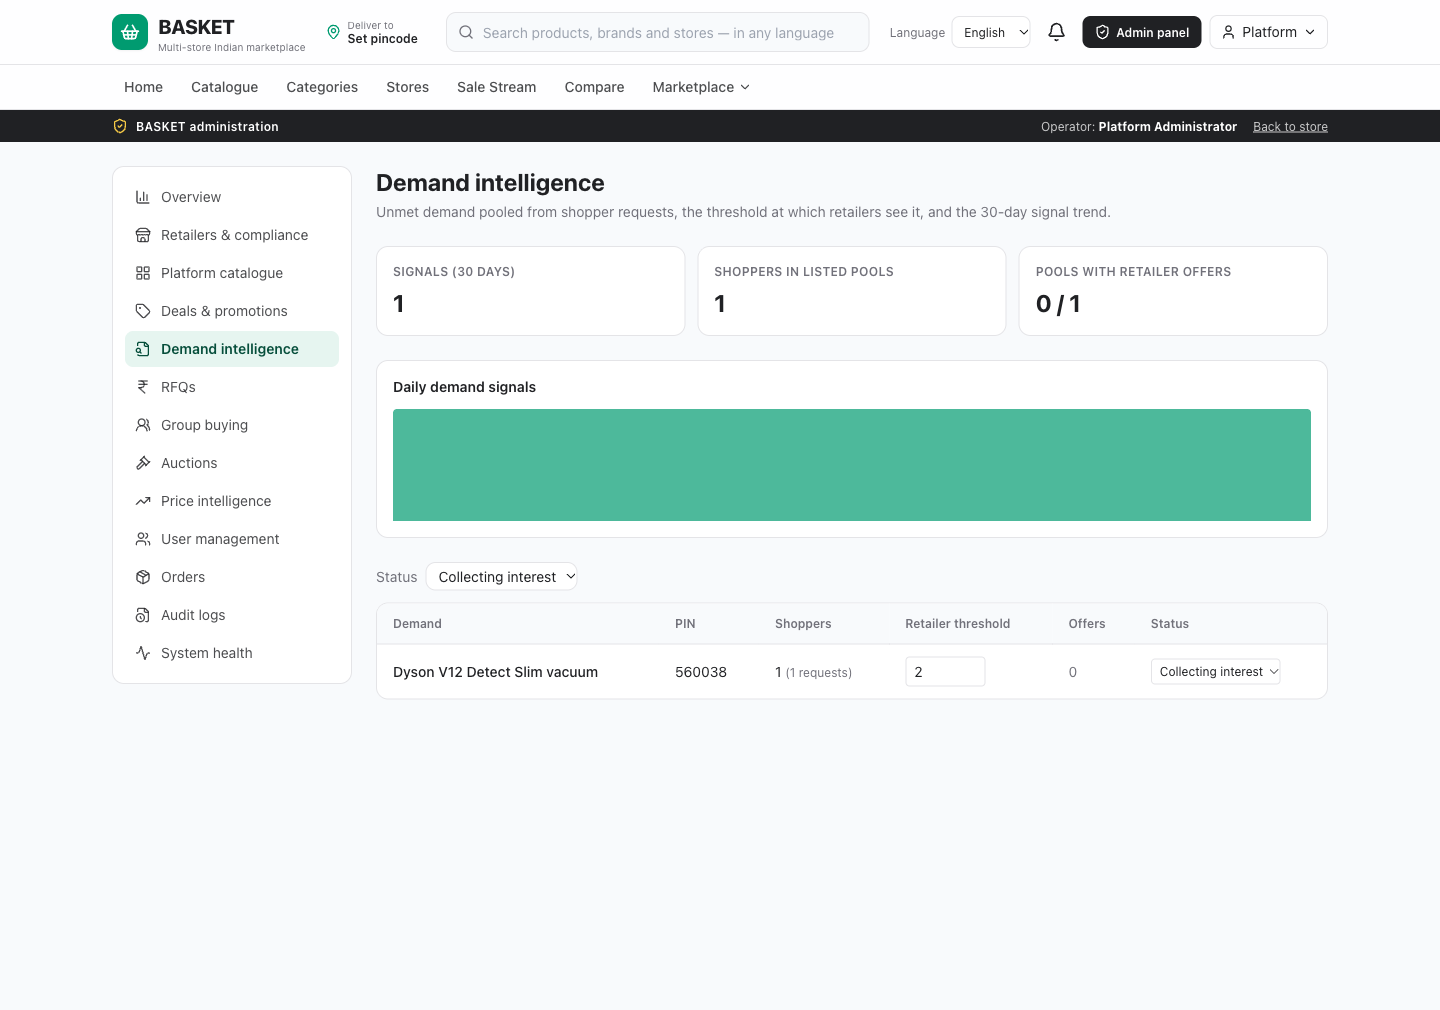 BASKET
Multi-store Indian marketplace
Deliver to
Set pincode
Search products, brands and stores — in any language
Language
English
Admin panel
Platform
Home
Catalogue
Categories
Stores
Sale Stream
Compare
Marketplace
BASKET administration
Operator: Platform Administrator
Back to store
Overview
Retailers & compliance
Platform catalogue
Deals & promotions
Demand intelligence
RFQs
Group buying
Auctions
Price intelligence
User management
Orders
Audit logs
System health
Demand intelligence
Unmet demand pooled from shopper requests, the threshold at which retailers see it, and the 30-day signal trend.
SIGNALS (30 DAYS)
1
SHOPPERS IN LISTED POOLS
1
POOLS WITH RETAILER OFFERS
0 / 1
Daily demand signals
Status
Collecting interest
Demand PIN Shoppers Retailer threshold Offers Status
Dyson V12 Detect Slim vacuum 560038 1 (1 requests) 2 0 Collecting interest